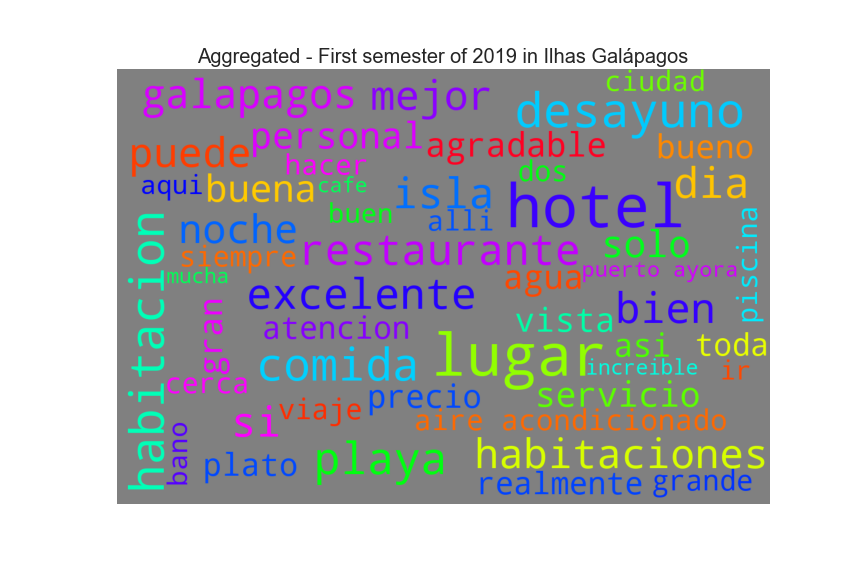 Aggregated - First semester of 2019 in Ilhas Galápagos
galapagos mejor ciudad
desayuno
puede personal agradable bueno
hacer dos
aqui buena cafe isla hotel dia
buen alli
noche restaurante solo
siempre
mucha agua puerto ayora piscina
habitacion excelente bien
gran atencion vista
comida lugar asi toda
cerca increible ir
viaje precio servicio
si aire acondicionado
bano plato playa habitaciones
realmente grande